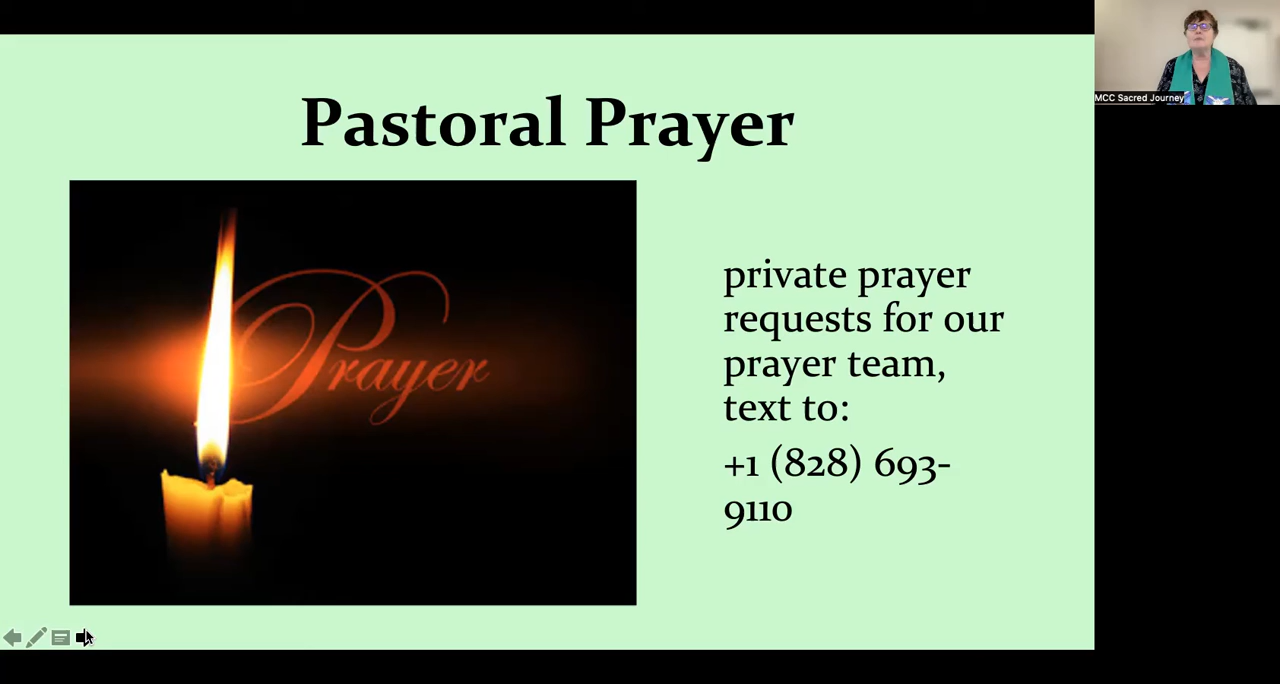 Pastoral Prayer
Prayer
private prayer
requests for our
prayer team,
text to:
+1 (828) 693-
9110
MCC Sacred Journey